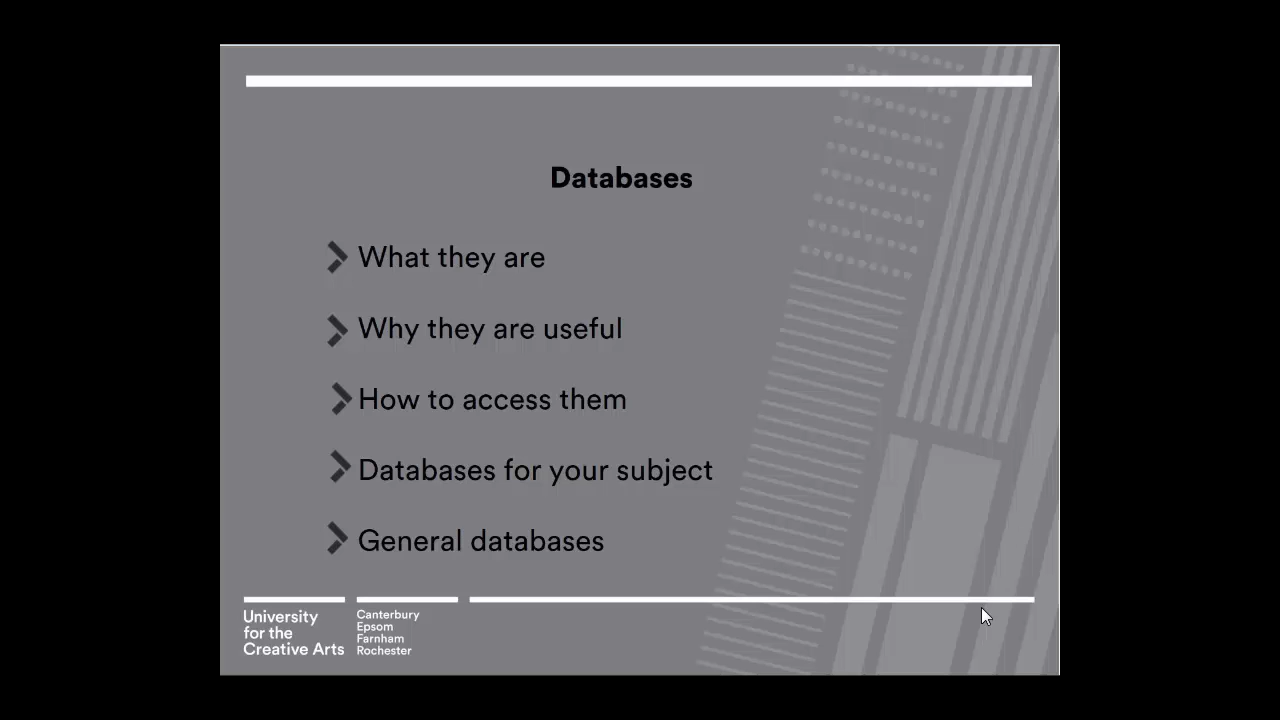 Databases
What they are
Why they are useful
How to access them
Databases for your subject
General databases
University
for the
Creative Arts
Canterbury
Epsom
Farnham
Rochester